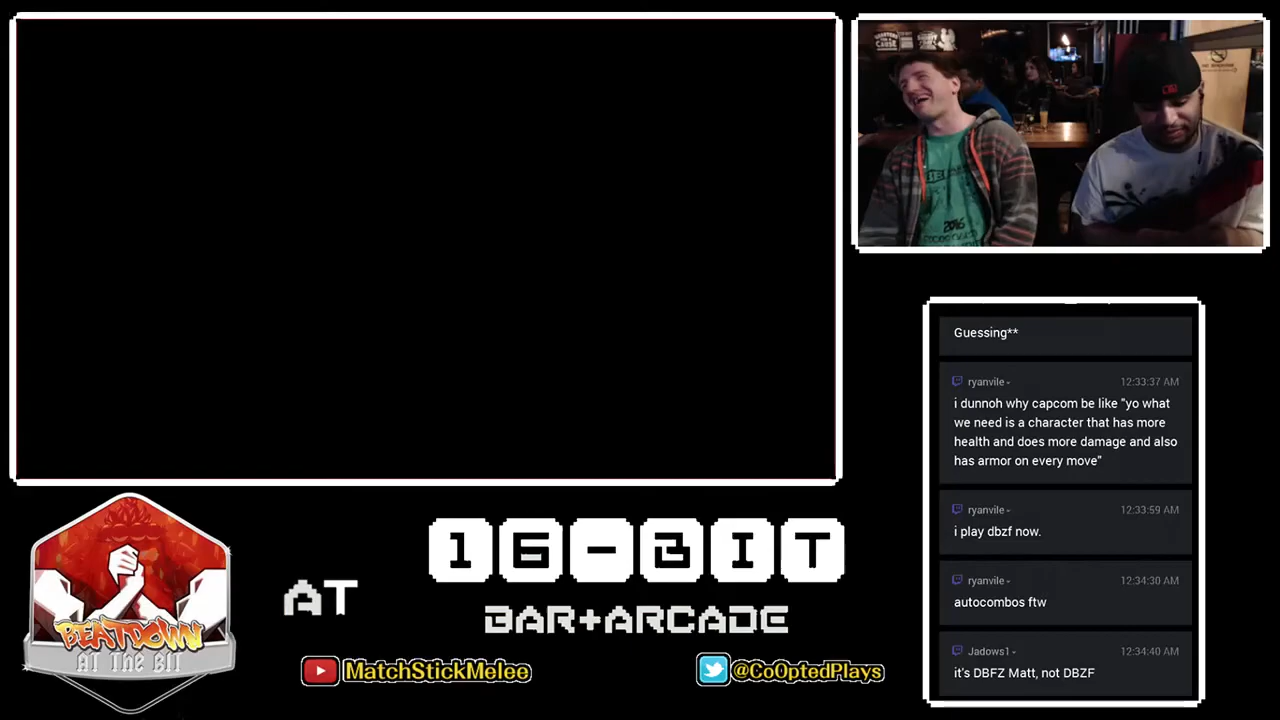 2016
Guessing**
ryanvile
12:33:37 AM
i dunnoh why capcom be like "yo what
we need is a character that has more
health and does more damage and also
has armor on every move"
ryanvile
12:33:59 AM
i play dbzf now.
ryanvile
12:34:30 AM
autocombos ftw
Jadows1
12:34:40 AM
it's DBFZ Matt, not DBZF
BEATDOWN
AT THE BIT
AT
16-BIT
BAR+ARCADE
MatchStickMelee
@CoOptedPlays